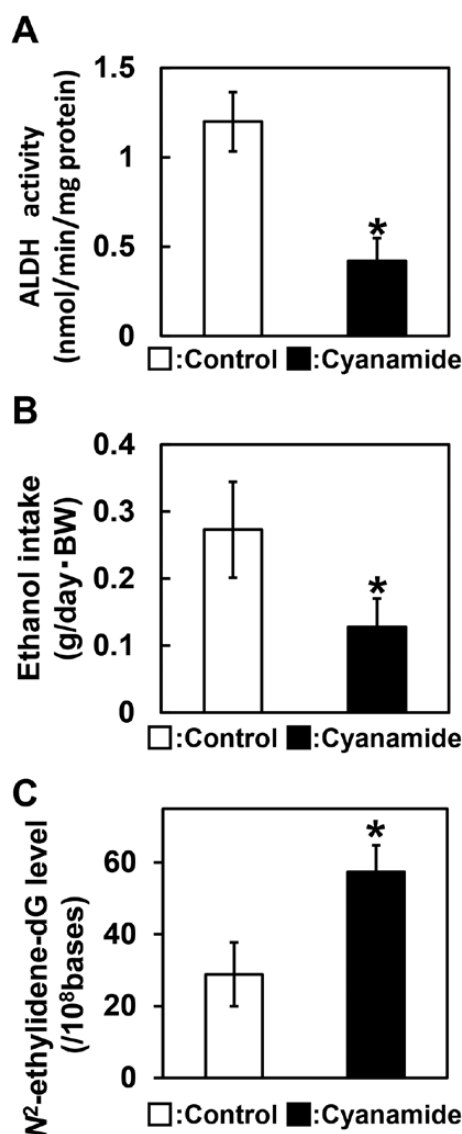 A
ALDH activity
(nmol/min/mg protein)
1.5
1
0.5
0
*
□:Control ■:Cyanamide
B
Ethanol intake
(g/day・BW)
0.4
0.3
0.2
0.1
0
*
□:Control ■:Cyanamide
C
N²-ethylidene-dG level
(/10⁸bases)
60
40
20
0
*
□:Control ■:Cyanamide